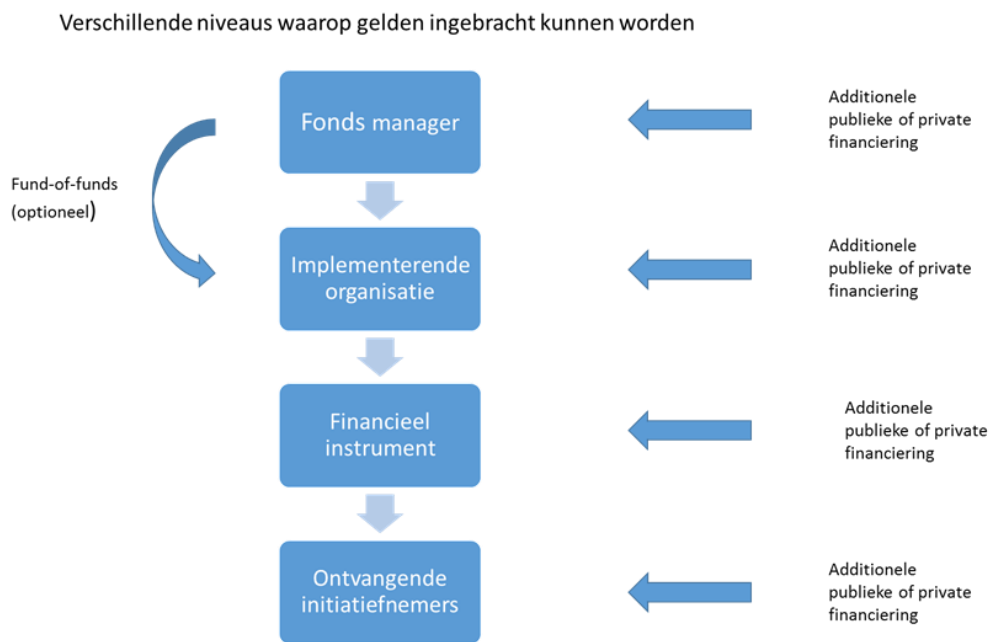 Verschillende niveaus waarop gelden ingebracht kunnen worden
Fonds manager
Additionele
publieke of private
financiering
Fund-of-funds
(optioneel)
Implementerende
organisatie
Additionele
publieke of private
financiering
Financieel
instrument
Additionele
publieke of private
financiering
Ontvangende
initiatiefnemers
Additionele
publieke of private
financiering